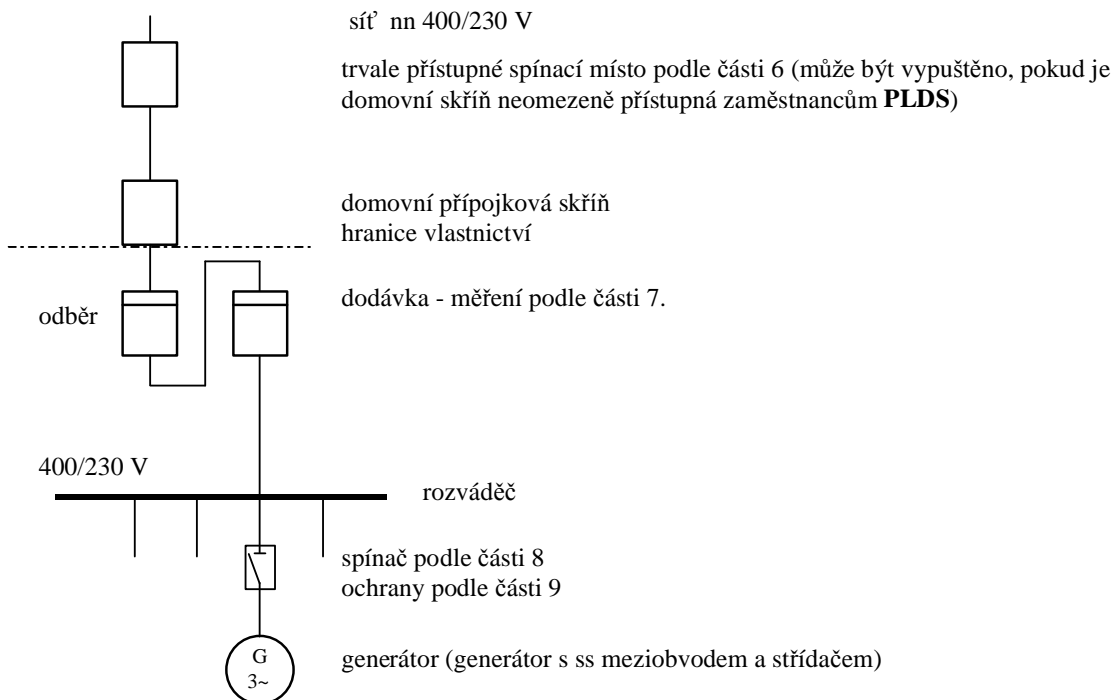 síť nn 400/230 V
trvale přístupné spínací místo podle části 6 (může být vypuštěno, pokud je
domovní skříň neomezeně přístupná zaměstnancům PLDS)
domovní přípojková skříň
hranice vlastnictví
odběr
dodávka - měření podle části 7.
400/230 V
rozváděč
spínač podle části 8
ochrany podle části 9
G
3~
generátor (generátor s ss meziobvodem a střídačem)